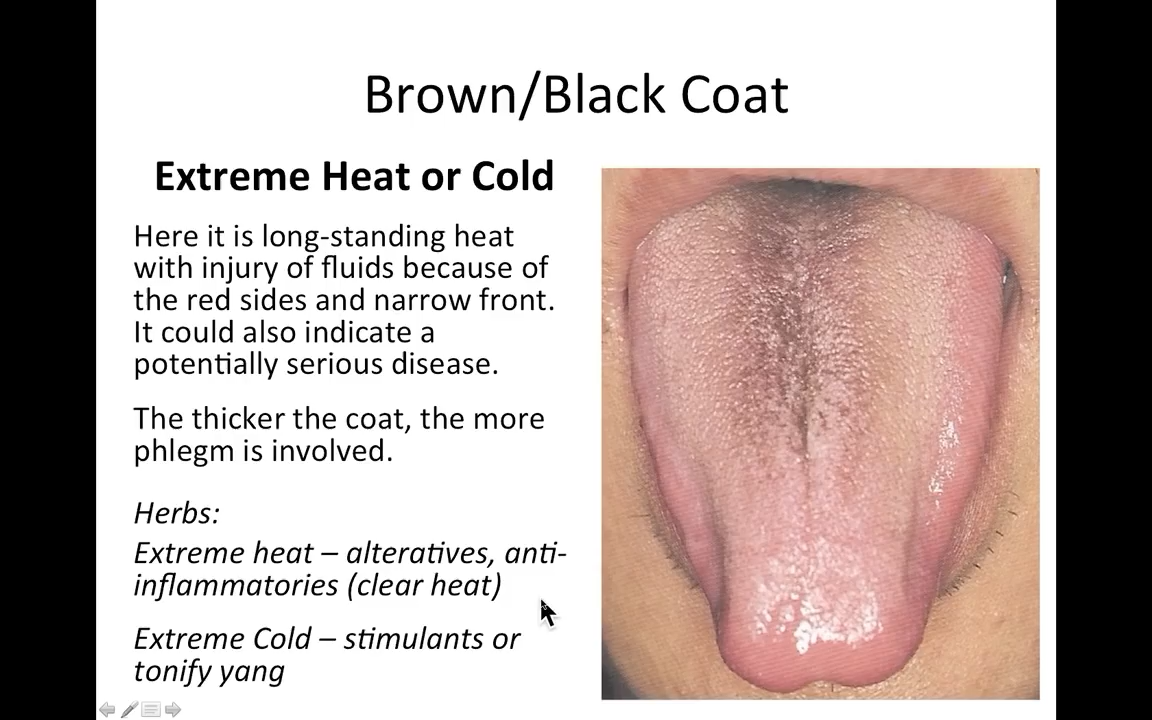 Brown/Black Coat
Extreme Heat or Cold
Here it is long-standing heat
with injury of fluids because of
the red sides and narrow front.
It could also indicate a
potentially serious disease.
The thicker the coat, the more
phlegm is involved.
Herbs:
Extreme heat – alteratives, anti-
inflammatories (clear heat)
Extreme Cold – stimulants or
tonify yang